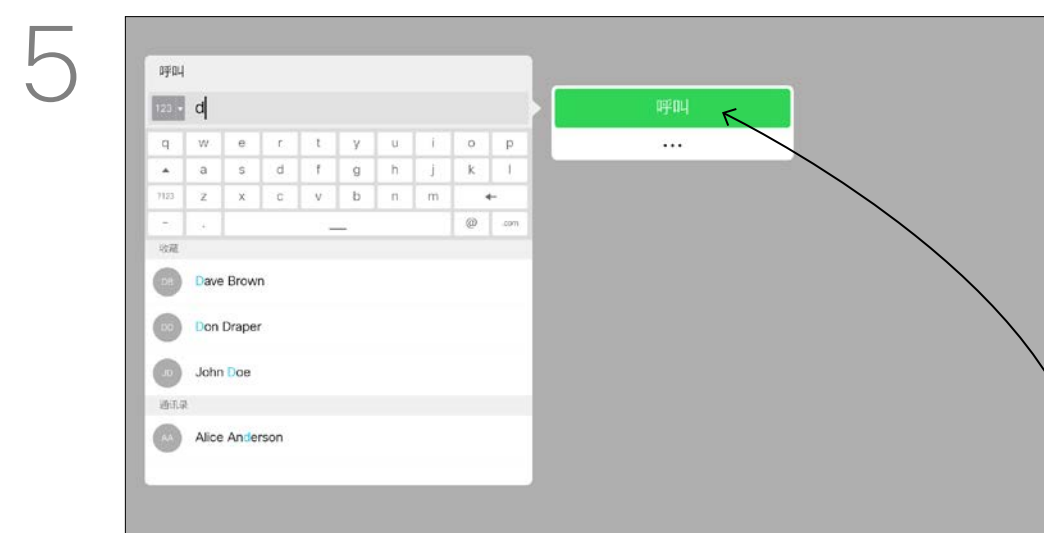 5
呼叫
123 d
呼叫
...
q w e r t y u i o p
a s d f g h j k l
?123 z x c v b n m
- . @ .com
收藏
DB Dave Brown
DD Don Draper
JD John Doe
通讯录
AA Alice Anderson